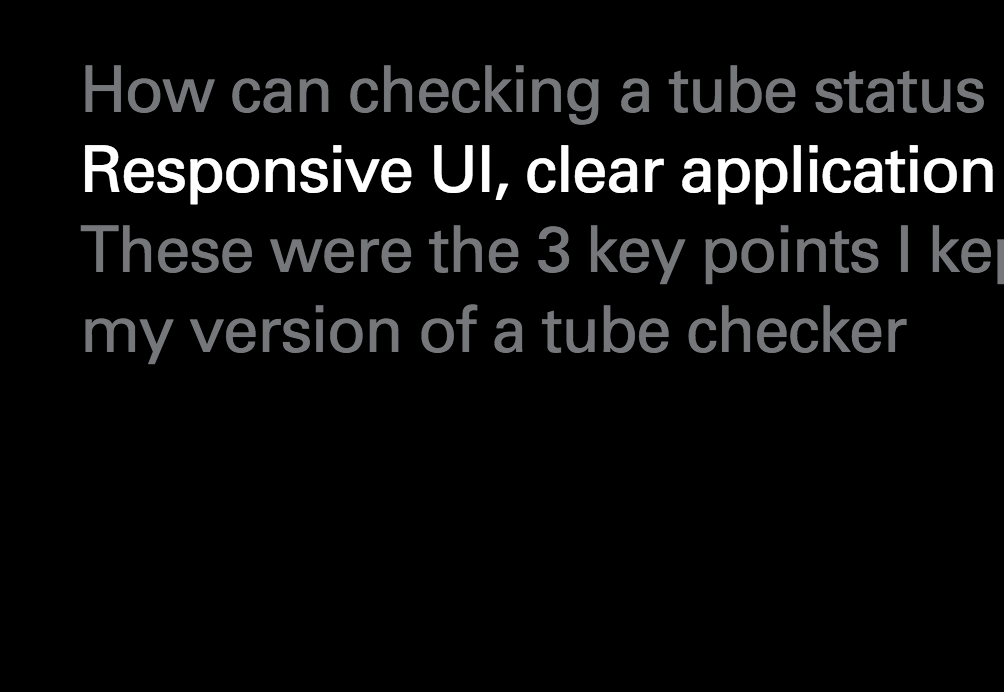 How can checking a tube status
Responsive UI, clear application
These were the 3 key points I
my version of a tube checker